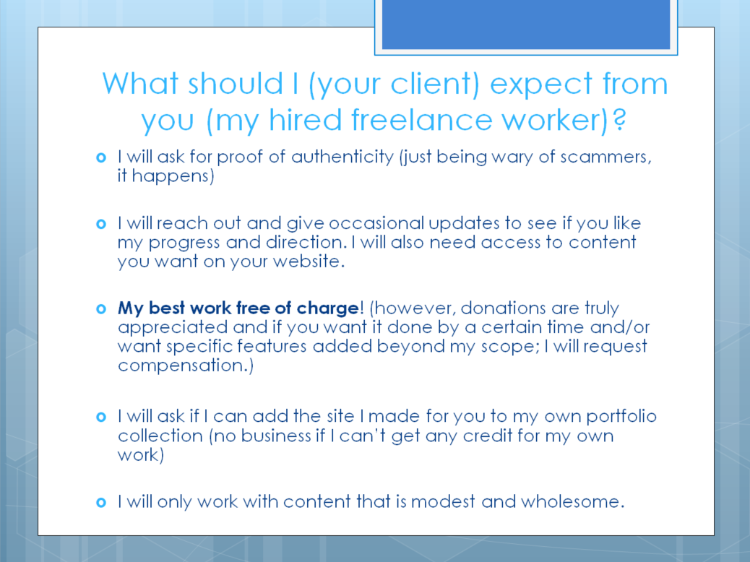 What should I (your client) expect from
you (my hired freelance worker)?
I will ask for proof of authenticity (just being wary of scammers,
it happens)
I will reach out and give occasional updates to see if you like
my progress and direction. I will also need access to content
you want on your website.
My best work free of charge! (however, donations are truly
appreciated and if you want it done by a certain time and/or
want specific features added beyond my scope; I will request
compensation.)
I will ask if I can add the site I made for you to my own portfolio
collection (no business if I can't get any credit for my own
work)
I will only work with content that is modest and wholesome.